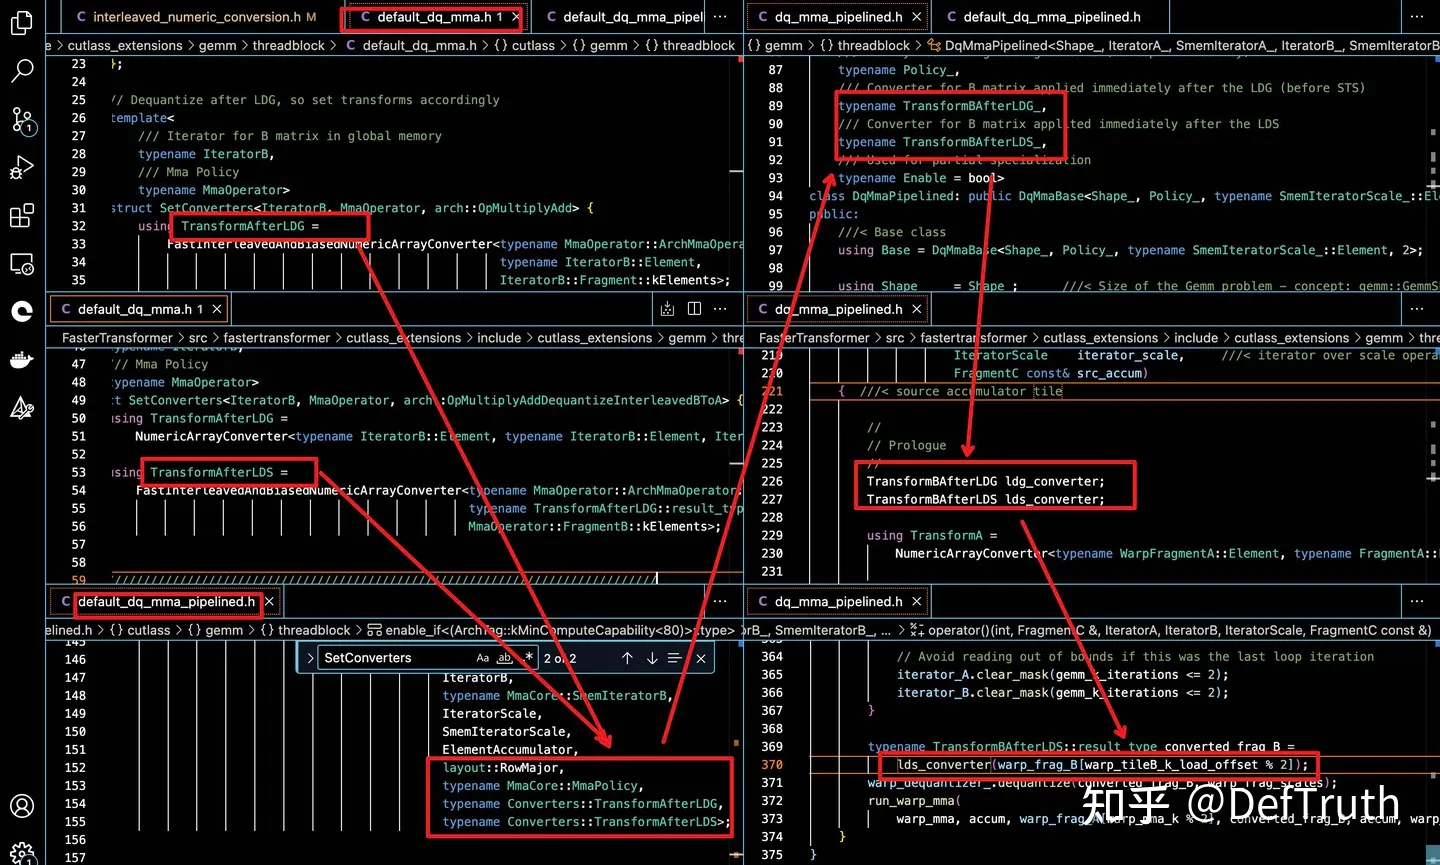 interleaved_numeric_conversion.h M
default_dq_mma.h 1
default_dq_mma_pipel
e > cutlass_extensions > gemm > threadblock > C default_dq_mma.h > {} cutlass > {} gemm > {} threadblock
23 };
24
25 // Dequantize after LDG, so set transforms accordingly
26 template<
27 /// Iterator for B matrix in global memory
28 typename IteratorB,
29 /// Mma Policy
30 typename MmaOperator>
31 struct SetConverters<IteratorB, MmaOperator, arch::OpMultiplyAdd> {
32 using TransformAfterLDG =
33 FastInterleavedAndBiasedNumericArrayConverter<typename MmaOperator::ArchMmaOpera
34 typename IteratorB::Element,
35 IteratorB::Fragment::kElements>;
default_dq_mma.h 1
FasterTransformer > src > fastertransformer > cutlass_extensions > include > cutlass_extensions > gemm > thre
46 typename IteratorB,
47 /// Mma Policy
48 typename MmaOperator>
49 ct SetConverters<IteratorB, MmaOperator, arch::OpMultiplyAddDequantizeInterleavedBToA> {
50 using TransformAfterLDG =
51 NumericArrayConverter<typename IteratorB::Element, typename IteratorB::Element, Iter
52
53 using TransformAfterLDS =
54 FastInterleavedAndBiasedNumericArrayConverter<typename MmaOperator::ArchMmaOperator:
55 typename TransformAfterLDG::result_typ
56 MmaOperator::FragmentB::kElements>;
57
58
59 ////////////////////////////////////////////////////////////////////////////
default_dq_mma_pipelined.h
elined.h > {} cutlass > {} gemm > {} threadblock > enable_if<(ArchTag::kMinComputeCapability<80)>::type>
SetConverters Aa ab * 2 of 2
145
146
147 IteratorB,
148 typename MmaCore::SmemIteratorB,
149 IteratorScale,
150 SmemIteratorScale,
151 ElementAccumulator,
152 layout::RowMajor,
153 typename MmaCore::MmaPolicy,
154 typename Converters::TransformAfterLDG,
155 typename Converters::TransformAfterLDS>;
156
157
dq_mma_pipelined.h
default_dq_mma_pipelined.h
{} gemm > {} threadblock > DqMmaPipelined<Shape_, IteratorA_, SmemIteratorA_, IteratorB_, SmemIteratorB
87 typename Policy_,
88 /// Converter for B matrix applied immediately after the LDG (before STS)
89 typename TransformBAfterLDG_,
90 /// Converter for B matrix applited immediately after the LDS
91 typename TransformBAfterLDS_,
92 /// Used for partial specialization
93 typename Enable = bool>
94 class DqMmaPipelined: public DqMmaBase<Shape_, Policy_, typename SmemIteratorScale_::Ele
95 public:
96 ///< Base class
97 using Base = DqMmaBase<Shape_, Policy_, typename SmemIteratorScale_::Element, 2>;
98
99 using Shape = Shape_; ///< Size of the Gemm problem - concept: gemm::GemmSh
dq_mma_pipelined.h
FasterTransformer > src > fastertransformer > cutlass_extensions > include > cutlass_extensions > gemm >
219 IteratorScale iterator_scale, ///< iterator over scale opera
220 FragmentC const& src_accum)
221 { ///< source accumulator tile
222
223 //
224 // Prologue
225 //
226 TransformBAfterLDG ldg_converter;
227 TransformBAfterLDS lds_converter;
228
229 using TransformA =
230 NumericArrayConverter<typename WarpFragmentA::Element, typename FragmentA::
231
dq_mma_pipelined.h
orB_, SmemIteratorB_, ... > operator()(int, FragmentC &, IteratorA, IteratorB, IteratorScale, FragmentC const &)
364 // Avoid reading out of bounds if this was the last loop iteration
365 iterator_A.clear_mask(gemm_k_iterations <= 2);
366 iterator_B.clear_mask(gemm_k_iterations <= 2);
367 }
368
369 typename TransformBAfterLDS::result_type converted_frag_B =
370 lds_converter(warp_frag_B[warp_tileB_k_load_offset % 2]);
371 warp_dequantizer_.dequantize(converted_frag_B, warp_frag_scales);
372 run_warp_mma(
373 warp_mma, accum, warp_frag_A[warp_mma_k % 2], converted_frag_B, accum, warp_
374 }
375 }
知乎 @DefTruth